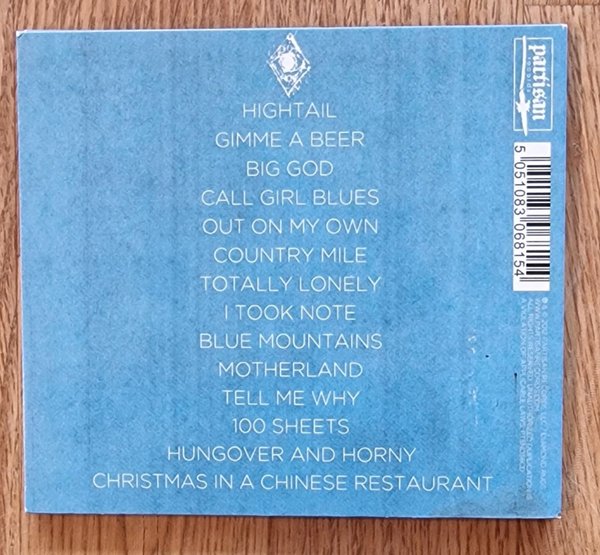 HIGHTAIL
GIMME A BEER
BIG GOD
CALL GIRL BLUES
OUT ON MY OWN
COUNTRY MILE
TOTALLY LONELY
I TOOK NOTE
BLUE MOUNTAINS
MOTHERLAND
TELL ME WHY
100 SHEETS
HUNGOVER AND HORNY
CHRISTMAS IN A CHINESE RESTAURANT
partisan
records
5 051083 068154